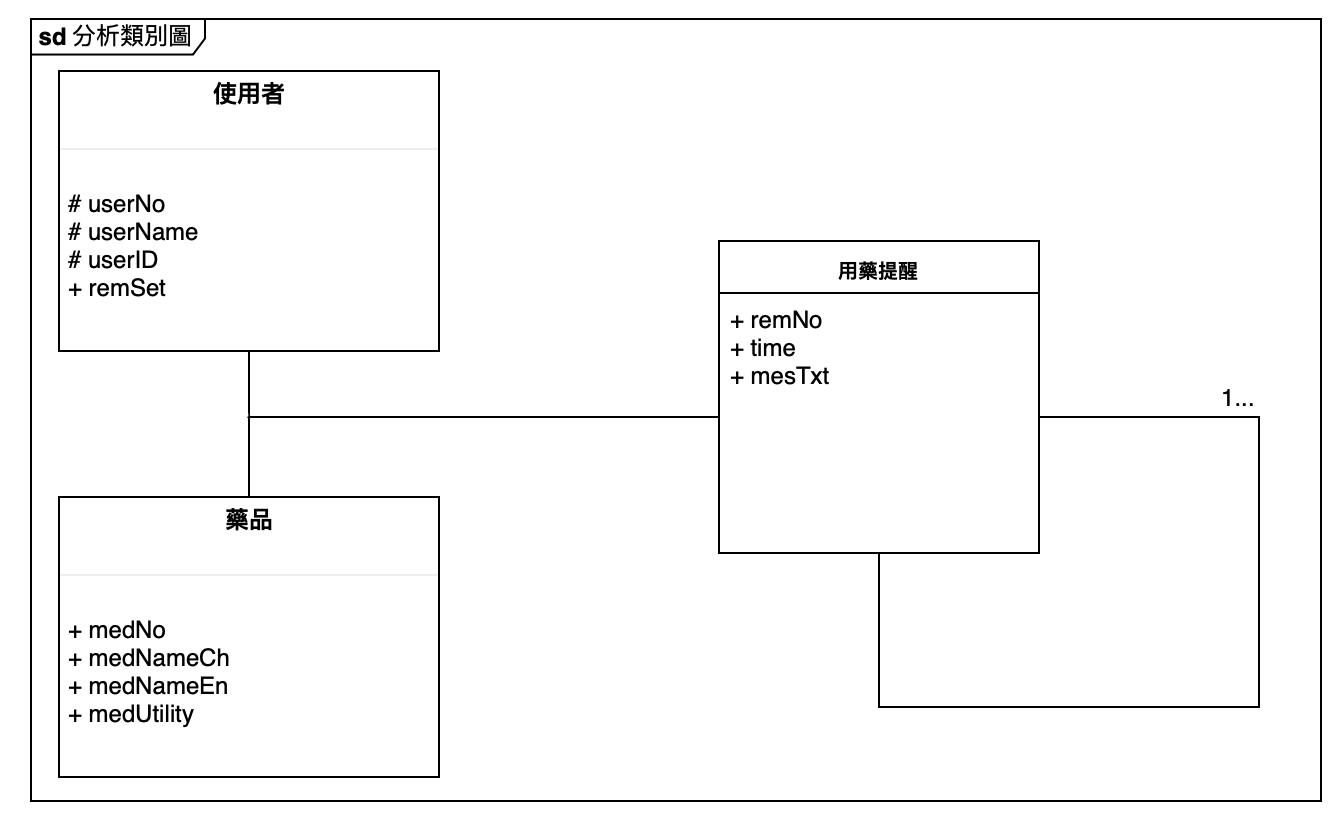 sd 分析類別圖
使用者
# userNo
# userName
# userID
+ remSet
用藥提醒
+ remNo
+ time
+ mesTxt
1...
藥品
+ medNo
+ medNameCh
+ medNameEn
+ medUtility